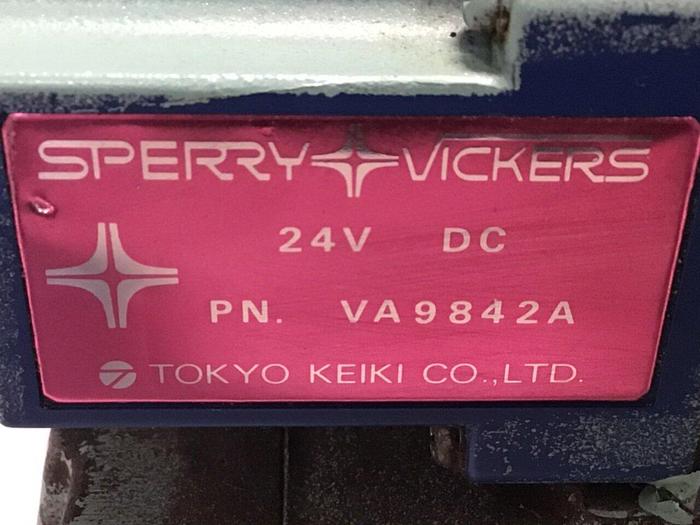 SPERRY VICKERS
24V DC
PN. VA9842A
TOKYO KEIKI CO.,LTD.